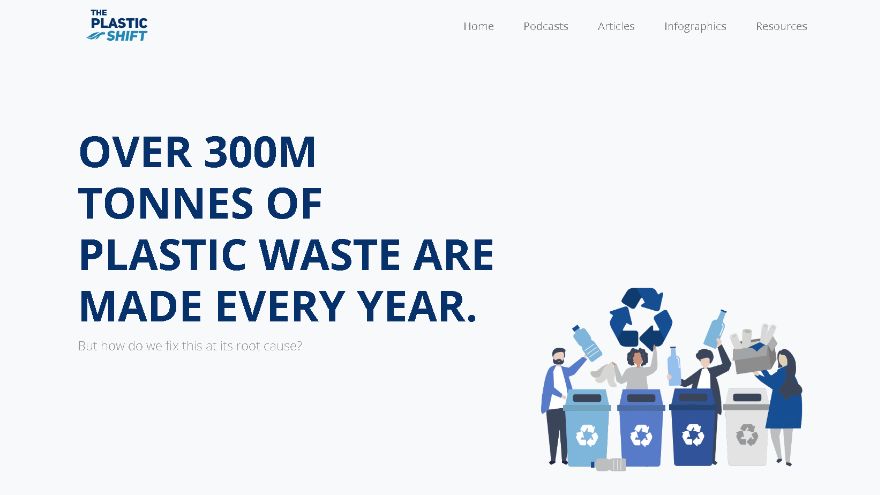 THE
PLASTIC
SHIFT
Home Podcasts Articles Infographics Resources
OVER 300M
TONNES OF
PLASTIC WASTE ARE
MADE EVERY YEAR.
But how do we fix this at its root cause?